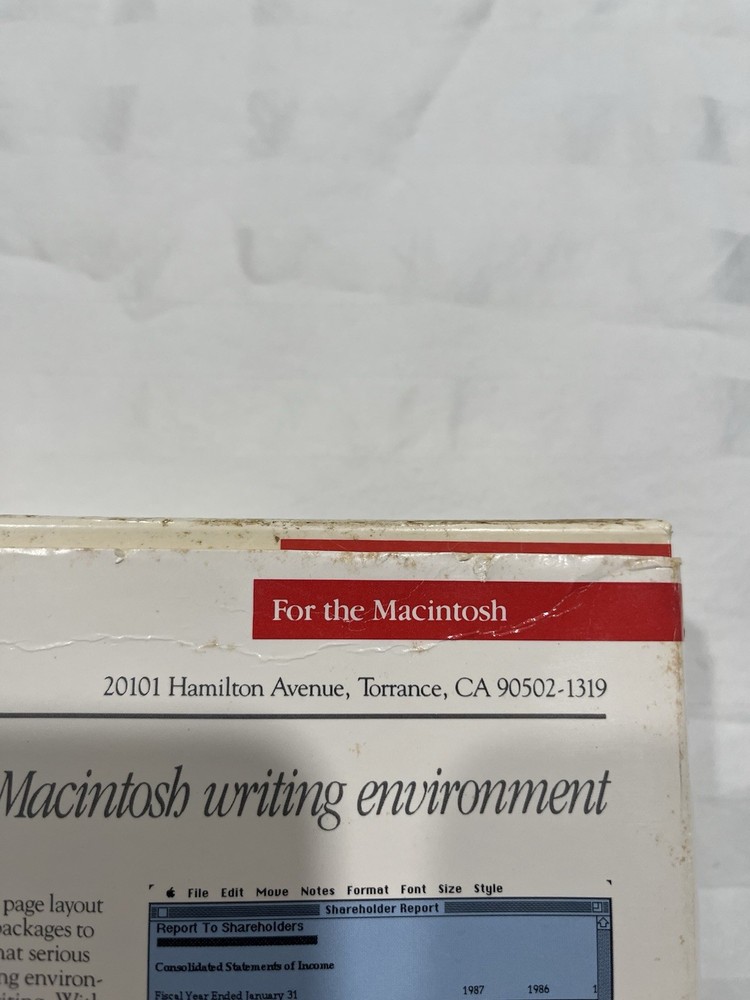 For the Macintosh
20101 Hamilton Avenue, Torrance, CA 90502-1319
Macintosh writing environment
page layout
packages to
hat serious
ng environ-
File Edit Move Notes Format Font Size Style
Shareholder Report
Report To Shareholders
Consolidated Statements of Income
Fiscal Year Ended January 31 1987 1986 1